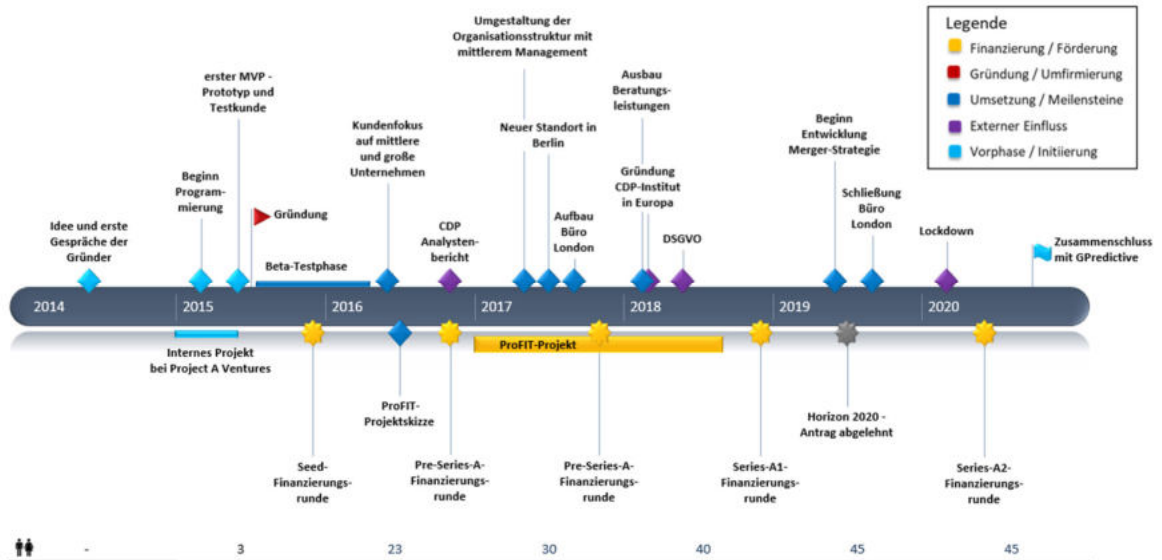 Umgestaltung der
Organisationsstruktur mit
mittlerem Management
Legende
Finanzierung / Förderung
Gründung / Umfirmierung
Umsetzung / Meilensteine
Externer Einfluss
Vorphase / Initiierung
erster MVP -
Prototyp und
Testkunde
Ausbau
Beratungs-
leistungen
Kundenfokus
auf mittlere
und große
Unternehmen
Neuer Standort in
Berlin
Beginn
Entwicklung
Merger-Strategie
Beginn
Program-
mierung
Gründung
CDP-Institut
in Europa
Schließung
Büro
London
Idee und erste
Gespräche der
Gründer
Gründung
Beta-Testphase
CDP
Analysten-
bericht
Aufbau
Büro
London
DSGVO
Lockdown
Zusammenschluss
mit GPredictive
2014
2015
2016
2017
2018
2019
2020
Internes Projekt
bei Project A Ventures
ProFIT-Projekt
ProFIT-
Projektskizze
Horizon 2020 -
Antrag abgelehnt
Seed-
Finanzierungs-
runde
Pre-Series-A-
Finanzierungs-
runde
Pre-Series-A-
Finanzierungs-
runde
Series-A1-
Finanzierungs-
runde
Series-A2-
Finanzierungs-
runde
- 3 23 30 40 45 45